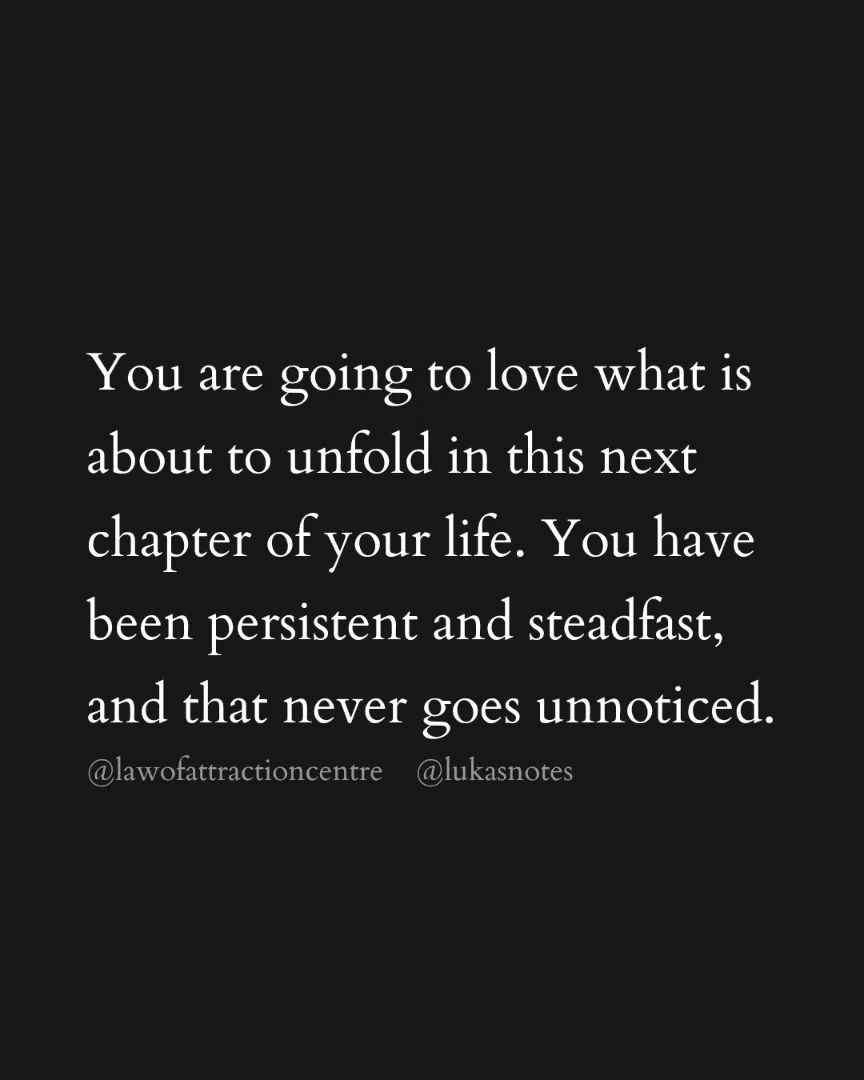 You are going to love what is
about to unfold in this next
chapter of your life. You have
been persistent and steadfast,
and that never goes unnoticed.
@lawofattractioncentre @lukasnotes